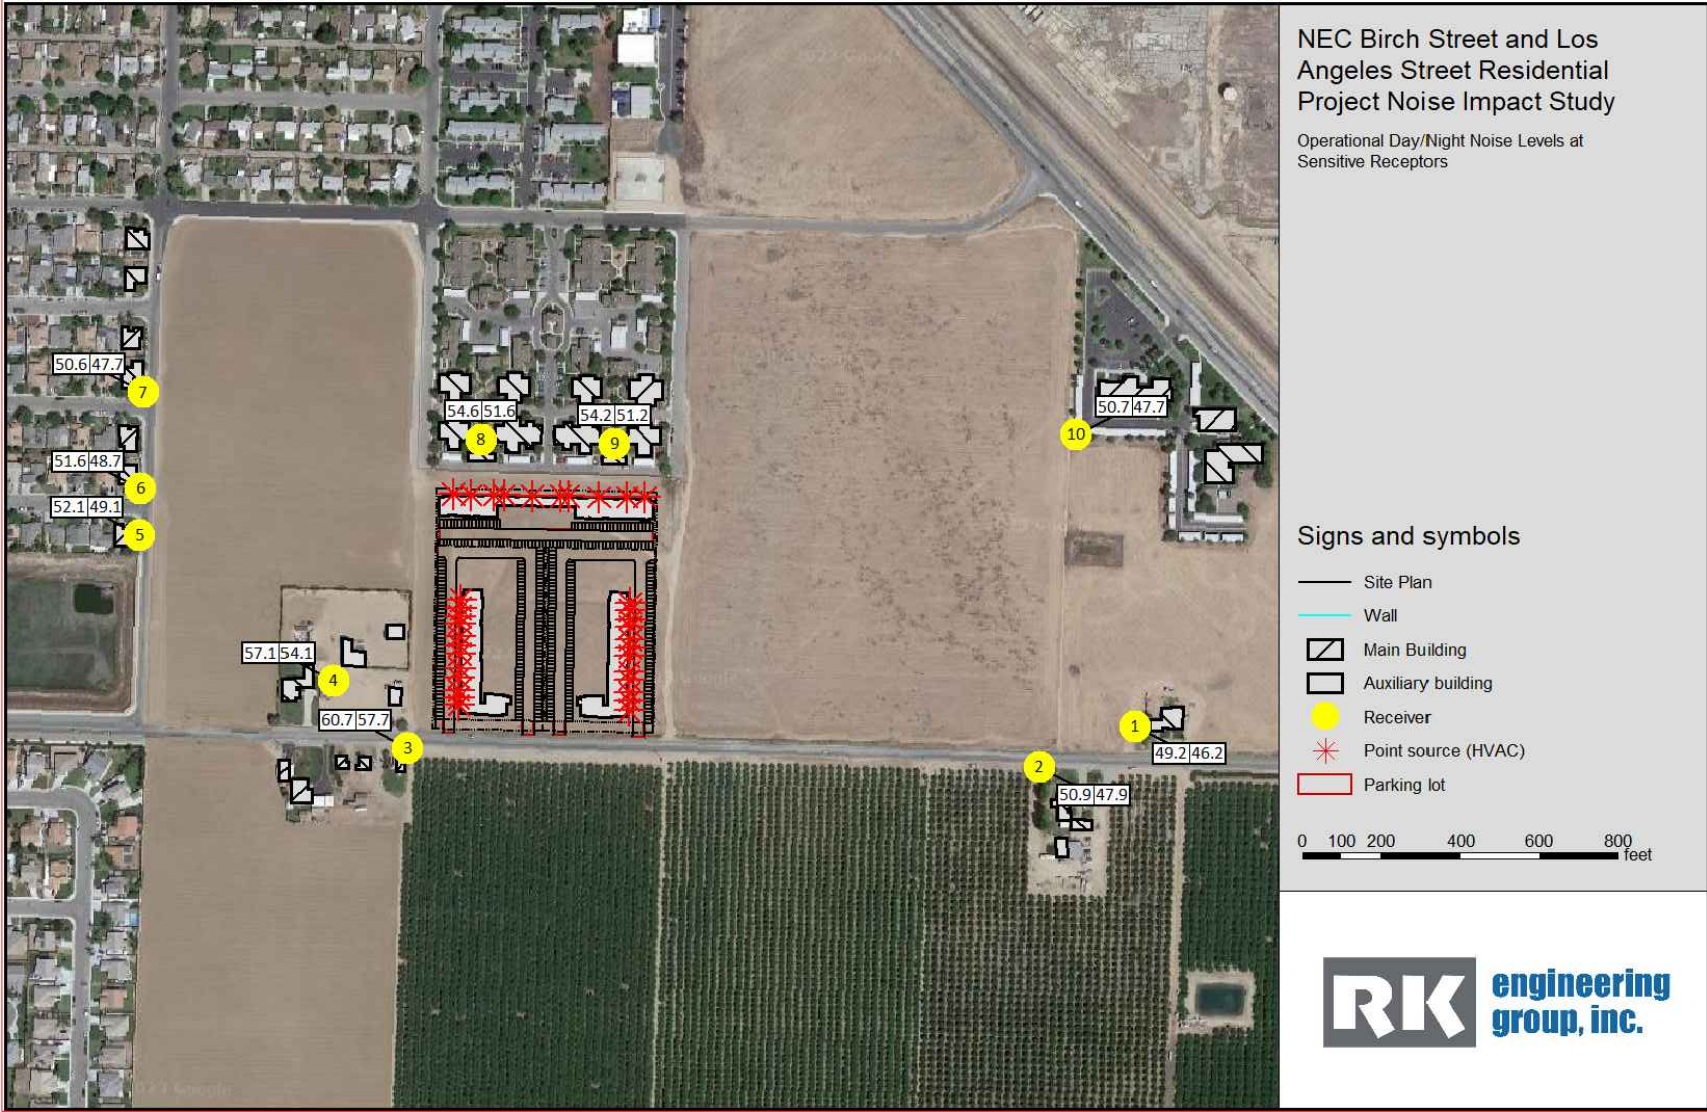 NEC Birch Street and Los
Angeles Street Residential
Project Noise Impact Study
Operational Day/Night Noise Levels at
Sensitive Receptors
50.6|47.7
7
54.6|51.6
8
54.2|51.2
9
50.7|47.7
10
51.6|48.7
6
52.1|49.1
5
57.1|54.1
4
60.7|57.7
3
1
49.2|46.2
2
50.9|47.9
Signs and symbols
Site Plan
Wall
Main Building
Auxiliary building
Receiver
Point source (HVAC)
Parking lot
0 100 200 400 600 800
feet
RK engineering
group, inc.